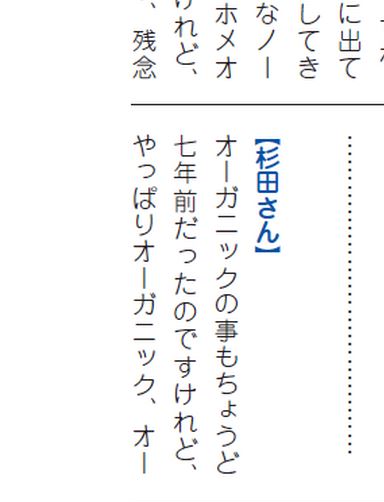 に出て
してき
なノー
ホメオ
けれど、
、残念
【杉田さん】
オーガニックの事もちょうど
七年前だったのですけれど、
やっぱりオーガニック、オー